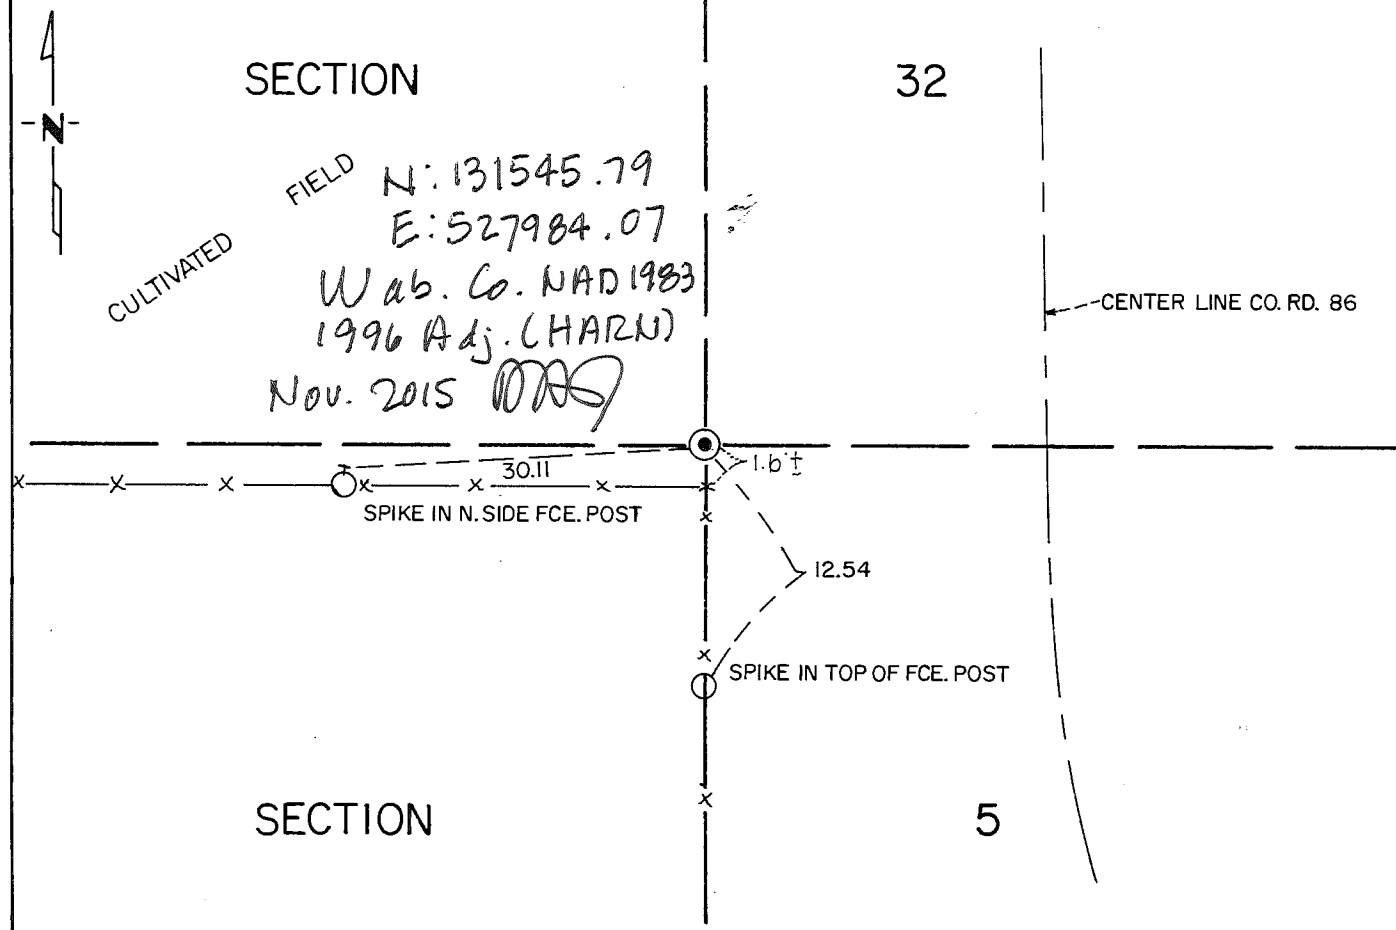 SECTION 32
N
FIELD
CULTIVATED
N: 131545.79
E: 527984.07
Wab. Co. NAD 1983
1996 Adj. (HARN)
Nov. 2015
CENTER LINE CO. RD. 86
30.11
1.6'±
SPIKE IN N. SIDE FCE. POST
12.54
SPIKE IN TOP OF FCE. POST
SECTION 5